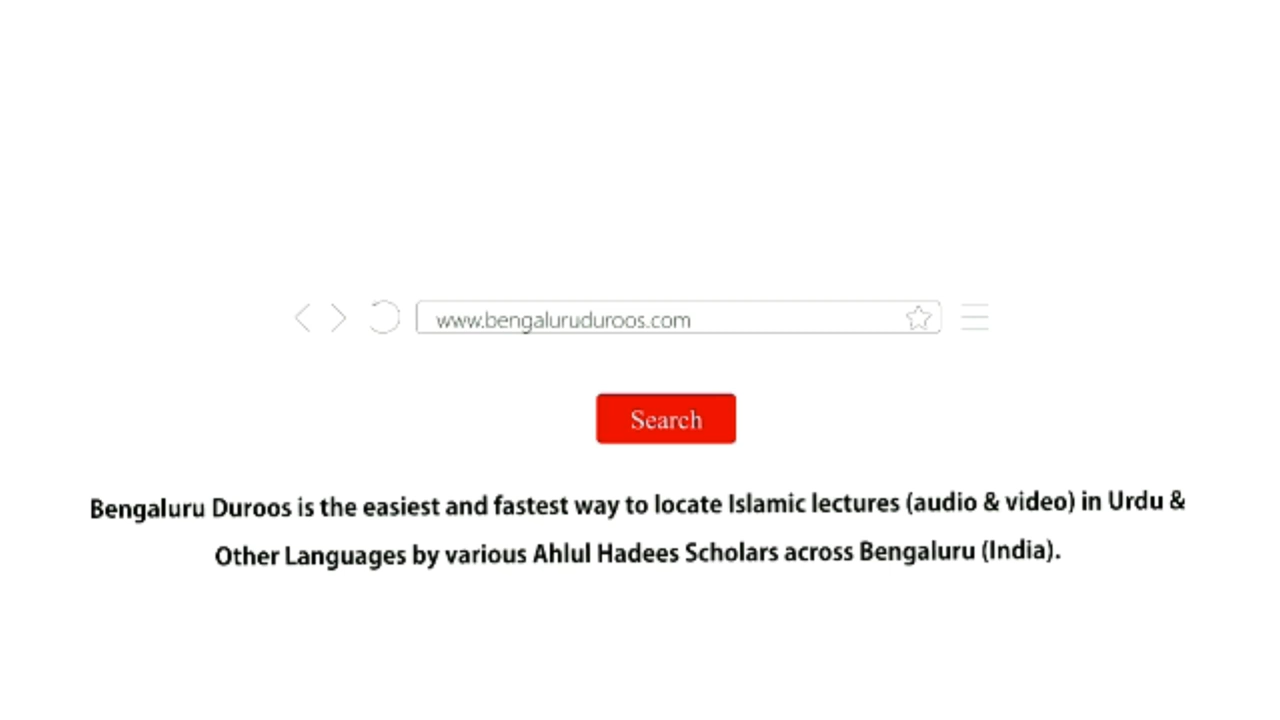 www.bengaluruduroos.com
Search
Bengaluru Duroos is the easiest and fastest way to locate Islamic lectures (audio & video) in Urdu &
Other Languages by various Ahlul Hadees Scholars across Bengaluru (India).